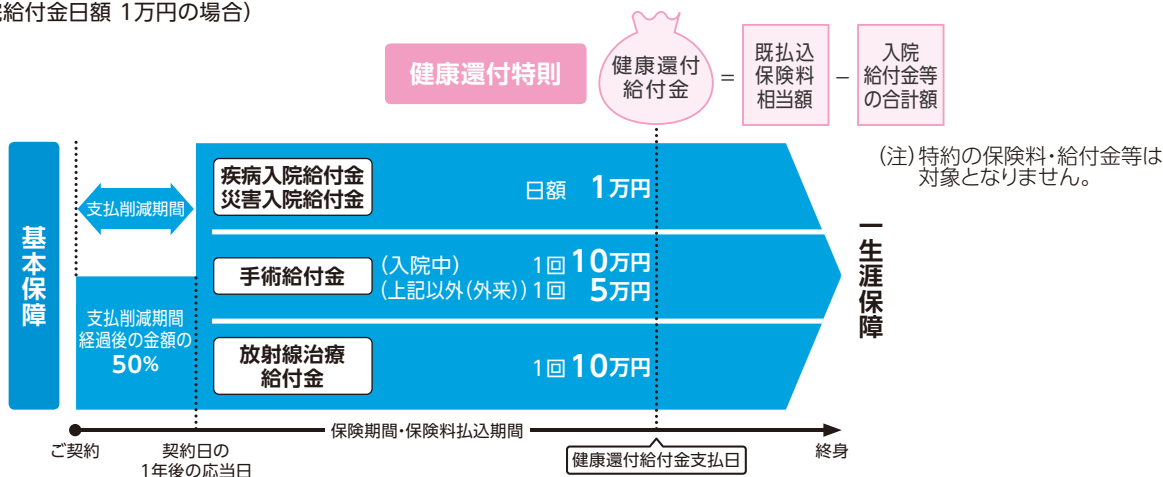 給付金日額 1万円の場合)
健康還付特則
健康還付
給付金
=
既払込
保険料
相当額
−
入院
給付金等
の合計額
(注)特約の保険料・給付金等は
対象となりません。
基本保障
支払削減期間
疾病入院給付金
災害入院給付金
日額 1万円
手術給付金
(入院中) 1回 10万円
(上記以外(外来)) 1回 5万円
支払削減期間
経過後の金額の
50%
放射線治療
給付金
1回 10万円
一生涯保障
保険期間・保険料払込期間
ご契約
契約日の
1年後の応当日
健康還付給付金支払日
終身